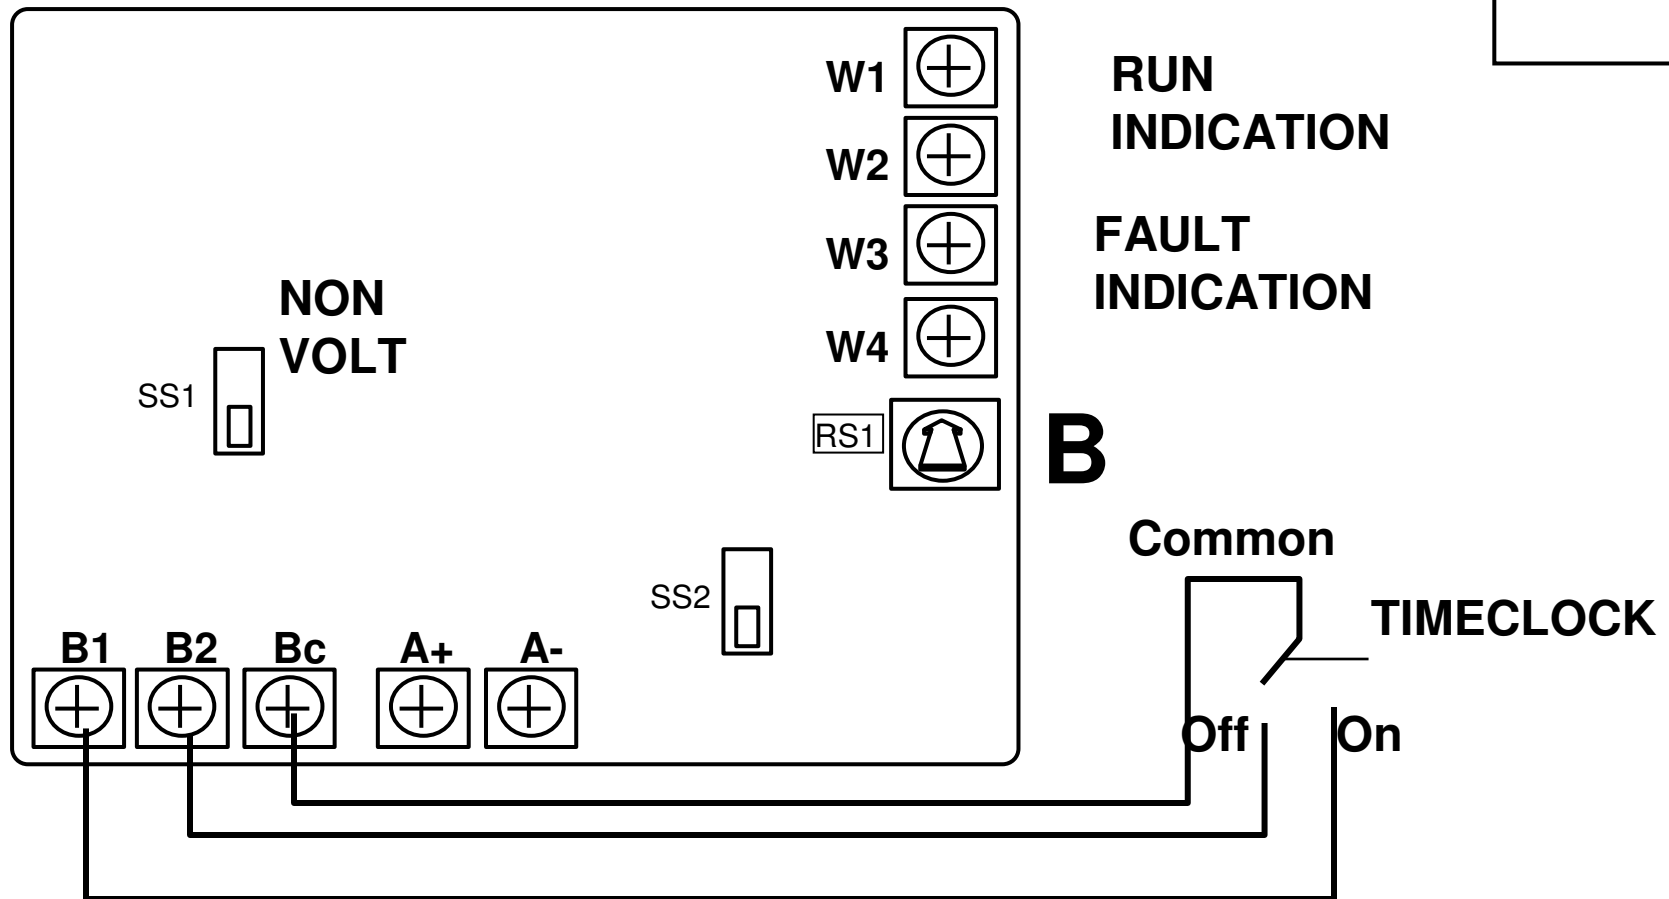 W1
RUN
INDICATION
W2
W3
FAULT
INDICATION
W4
NON
VOLT
SS1
RS1
B
Common
SS2
TIMECLOCK
B1 B2 Bc A+ A-
Off On